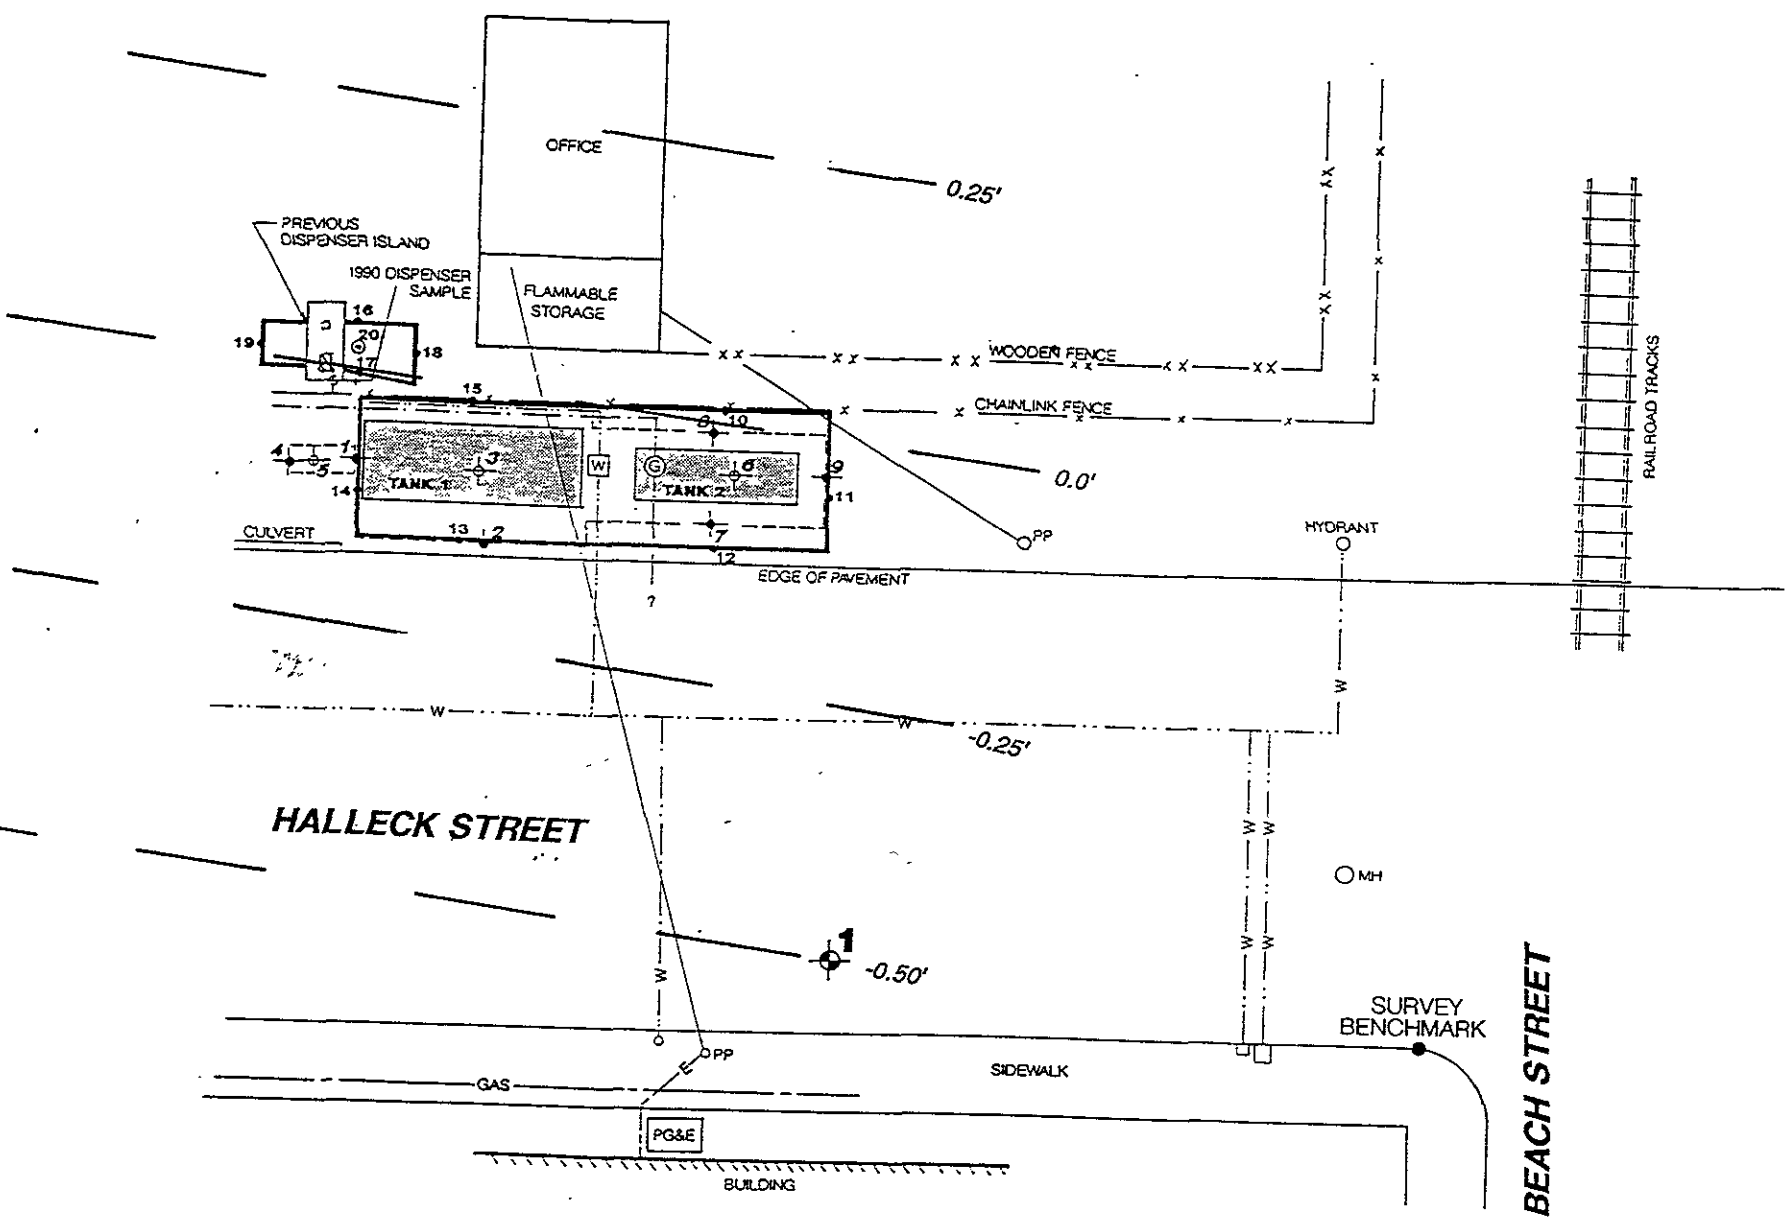 OFFICE
0.25'
PREVIOUS
DISPENSER ISLAND
1990 DISPENSER
SAMPLE
FLAMMABLE
STORAGE
16
20
19
17
18
X X X X X X WOODEN FENCE X X X X X X
15
10
CHAINLINK FENCE
RAILROAD TRACKS
8
4
5
1
3
W
G
6
9
0.0'
TANK 1
TANK 2
14
11
CULVERT
13
2
7
12
PP
HYDRANT
EDGE OF PAVEMENT
?
W
W
W
-0.25'
HALLECK STREET
W
W
MH
1
-0.50'
W
W
W
SURVEY
BENCHMARK
PP
E
SIDEWALK
GAS
PG&E
BUILDING
BEACH STREET